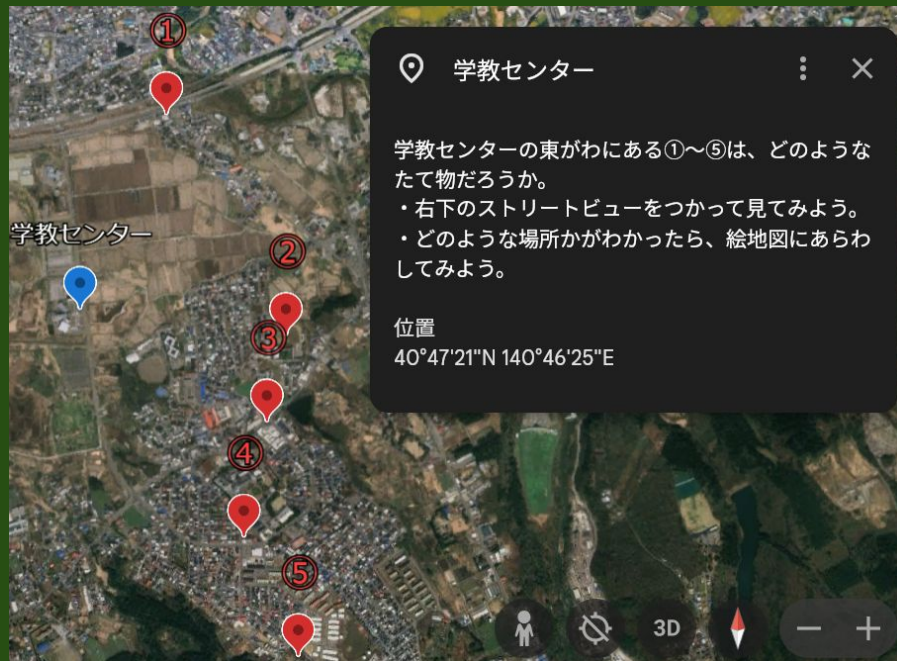 ①
学教センター
②
③
④
⑤
学教センター
学教センターの東がわにある①～⑤は、どのような
たて物だろうか。
・右下のストリートビューをつかって見てみよう。
・どのような場所かがわかったら、絵地図にあらわ
してみよう。
位置
40°47'21"N 140°46'25"E
3D